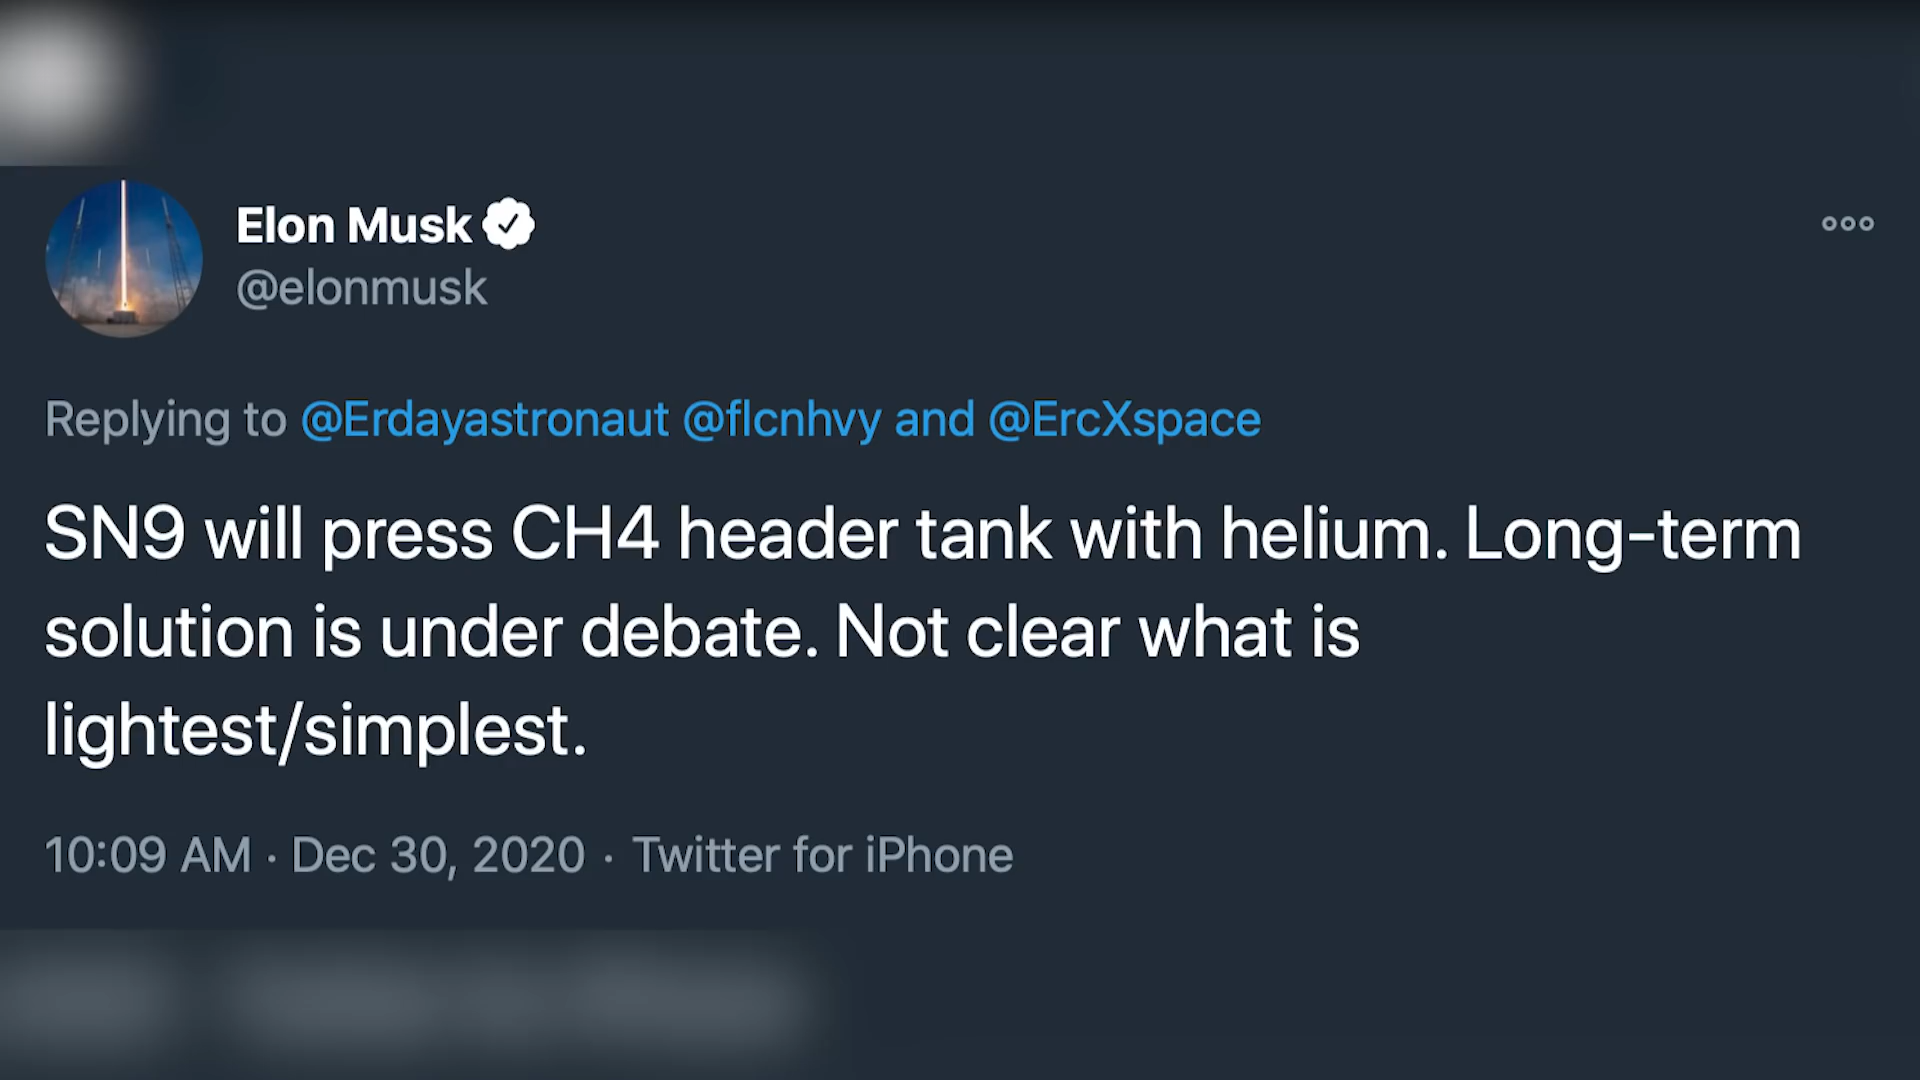 Elon Musk
@elonmusk
Replying to @Erdayastronaut @flcnhvy and @ErcXspace
SN9 will press CH4 header tank with helium. Long-term
solution is under debate. Not clear what is
lightest/simplest.
10:09 AM · Dec 30, 2020 · Twitter for iPhone